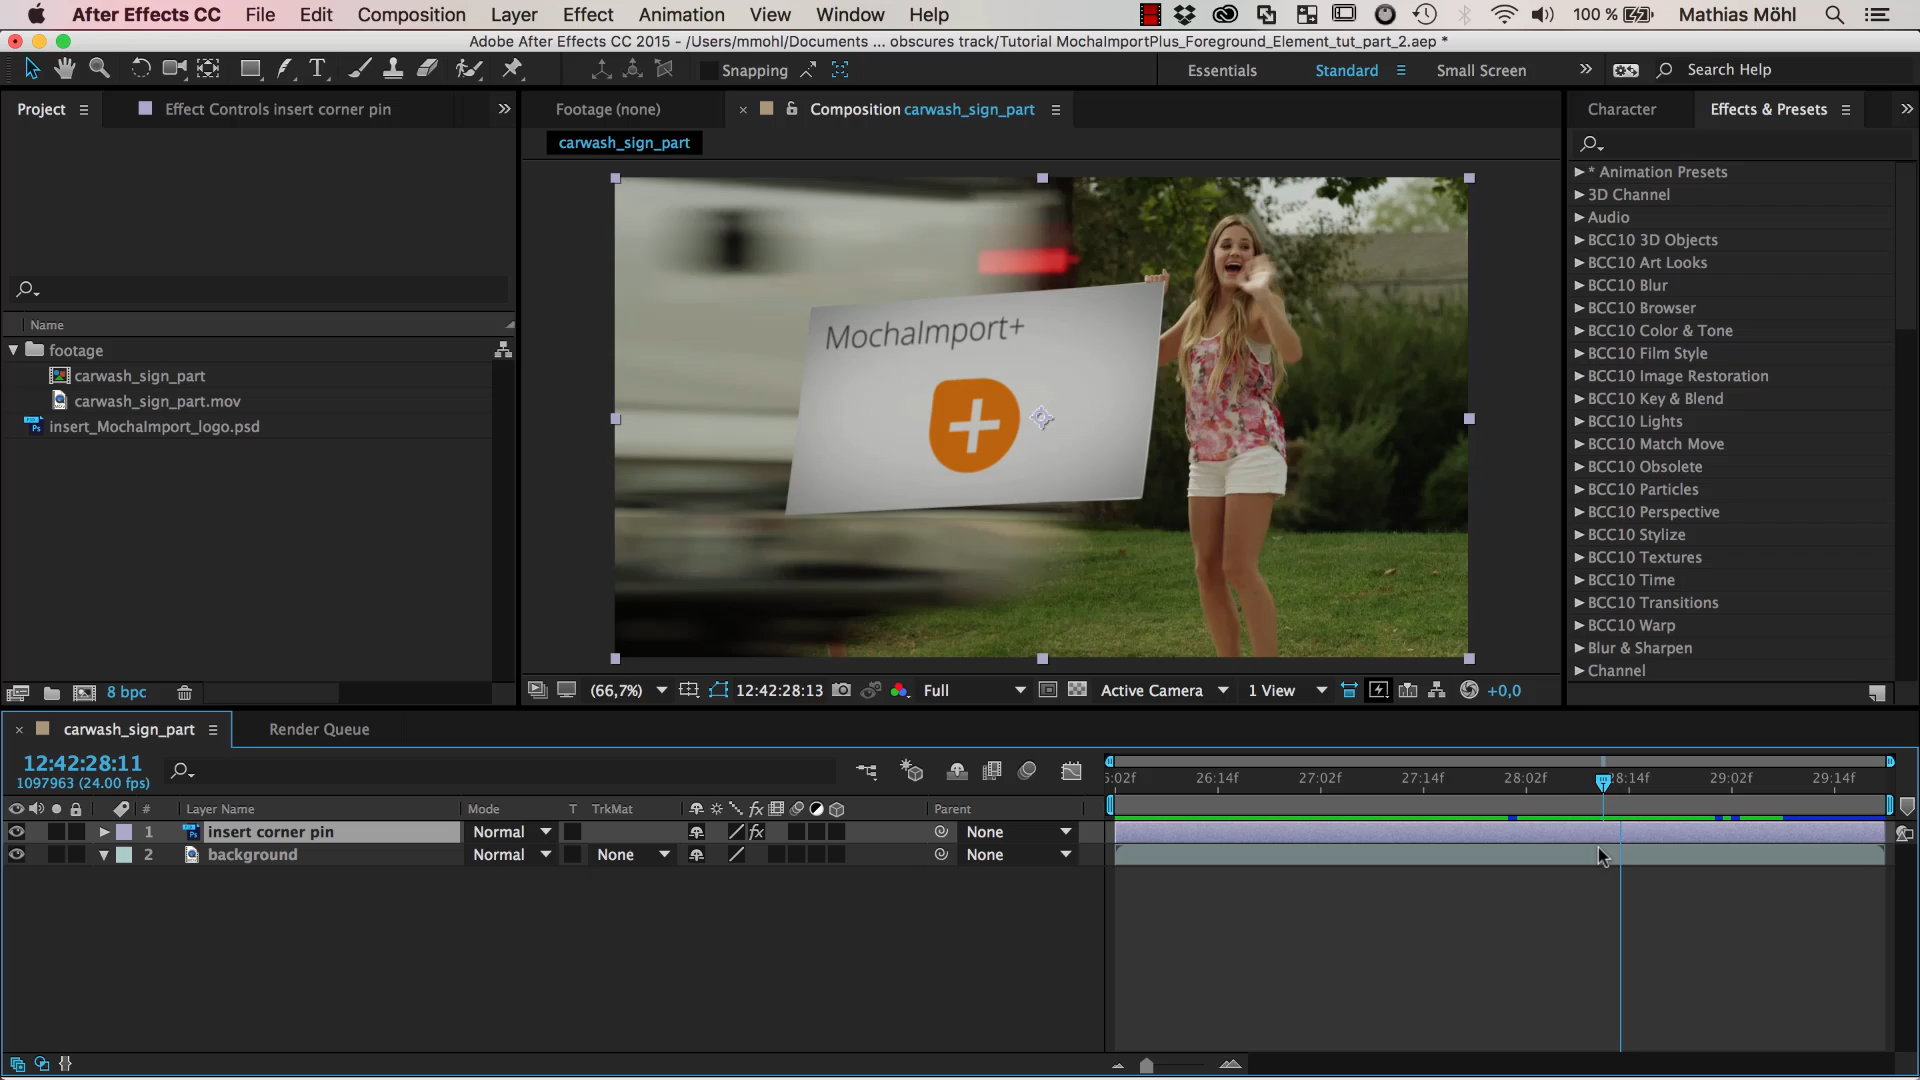 After Effects CC File Edit Composition Layer Effect Animation View Window Help 100 % Mathias Möhl
Adobe After Effects CC 2015 - /Users/mmohl/Documents ... obscures track/Tutorial MochaImportPlus_Foreground_Element_tut_part_2.aep *
Snapping Essentials Standard Small Screen Search Help
Project Effect Controls insert corner pin Footage (none) Composition carwash_sign_part Character Effects & Presets
carwash_sign_part
* Animation Presets
3D Channel
Audio
BCC10 3D Objects
BCC10 Art Looks
BCC10 Blur
BCC10 Browser
BCC10 Color & Tone
BCC10 Film Style
BCC10 Image Restoration
BCC10 Key & Blend
BCC10 Lights
BCC10 Match Move
BCC10 Obsolete
BCC10 Particles
BCC10 Perspective
BCC10 Stylize
BCC10 Textures
BCC10 Time
BCC10 Transitions
BCC10 Warp
Blur & Sharpen
Channel
Name
footage
carwash_sign_part
carwash_sign_part.mov
insert_MochaImport_logo.psd
MochaImport+
8 bpc
(66,7%) 12:42:28:13 Full Active Camera 1 View +0,0
carwash_sign_part Render Queue
12:42:28:11
1097963 (24.00 fps)
5:02f 26:14f 27:02f 27:14f 28:02f 28:14f 29:02f 29:14f
# Layer Name Mode T TrkMat Parent
1 insert corner pin Normal None
2 background Normal None None